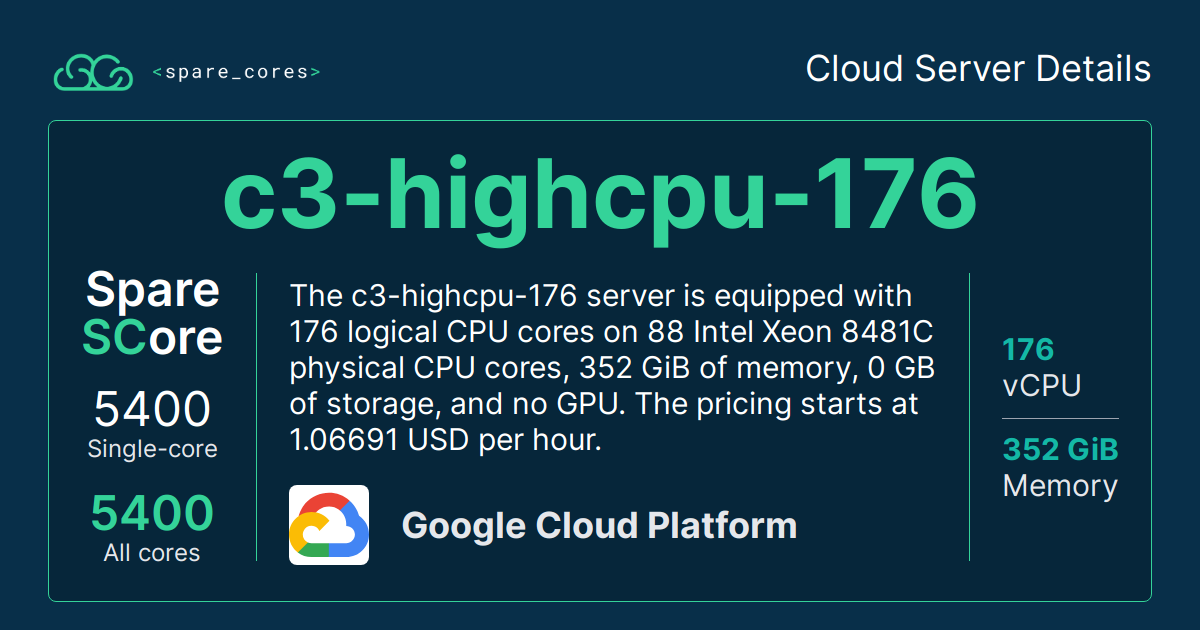 <spare_cores>
Cloud Server Details
c3-highcpu-176
Spare
SCore
5400
Single-core
5400
All cores
The c3-highcpu-176 server is equipped with
176 logical CPU cores on 88 Intel Xeon 8481C
physical CPU cores, 352 GiB of memory, 0 GB
of storage, and no GPU. The pricing starts at
1.06691 USD per hour.
Google Cloud Platform
176
vCPU
352 GiB
Memory